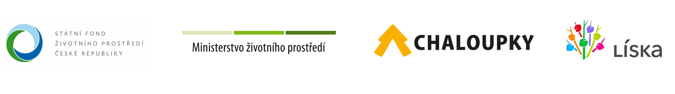 STÁTNÍ FOND
ŽIVOTNÍHO PROSTŘEDÍ
ČESKÉ REPUBLIKY
Ministerstvo životního prostředí
CHALOUPKY
LÍSKA